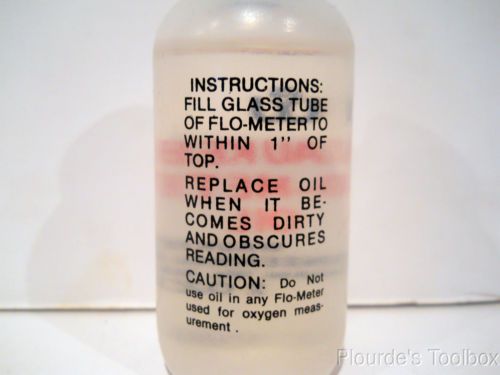 INSTRUCTIONS:
FILL GLASS TUBE
OF FLO-METER TO
WITHIN 1" OF
TOP.
REPLACE OIL
WHEN IT BE-
COMES DIRTY
AND OBSCURES
READING.
CAUTION: Do Not
use oil in any Flo-Meter
used for oxygen meas-
urement .
Plourde's Toolbox